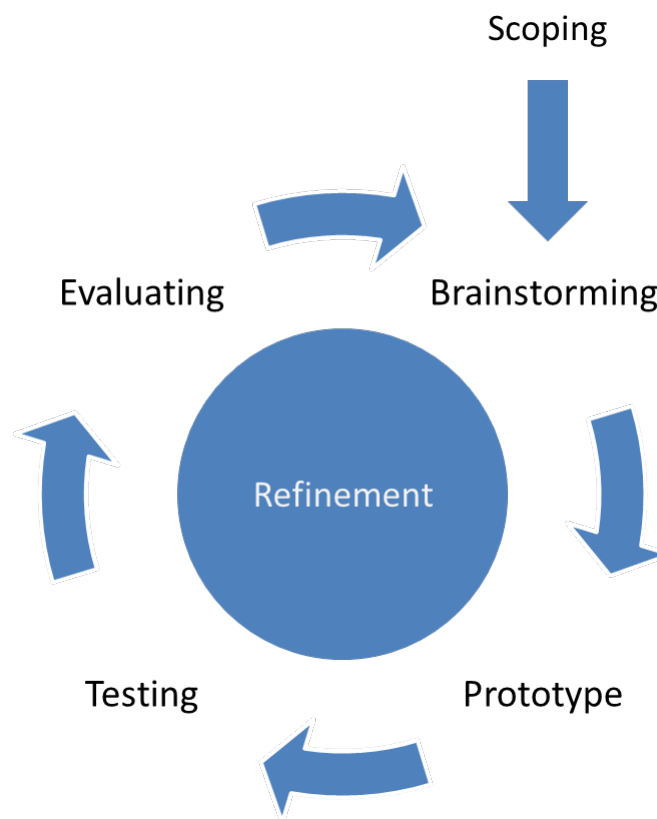 Scoping
Evaluating
Brainstorming
Refinement
Testing
Prototype